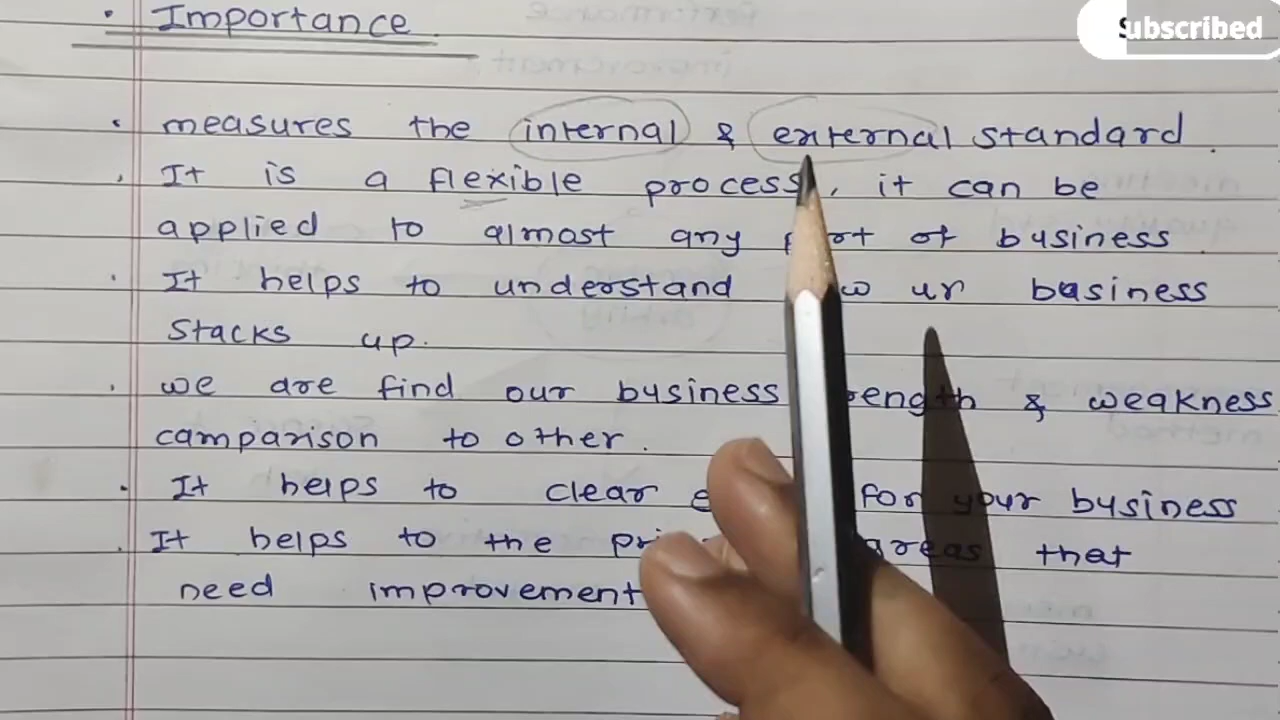 Subscribed
• Importance
• measures the internal & external standard.
• It is a flexible process, it can be
applied to almost any part of business.
• It helps to understand ur business
stacks up.
• we are find our business & weakness
camparison to other.
• It helps to clear for your business
• It helps to the areas that
need improvement